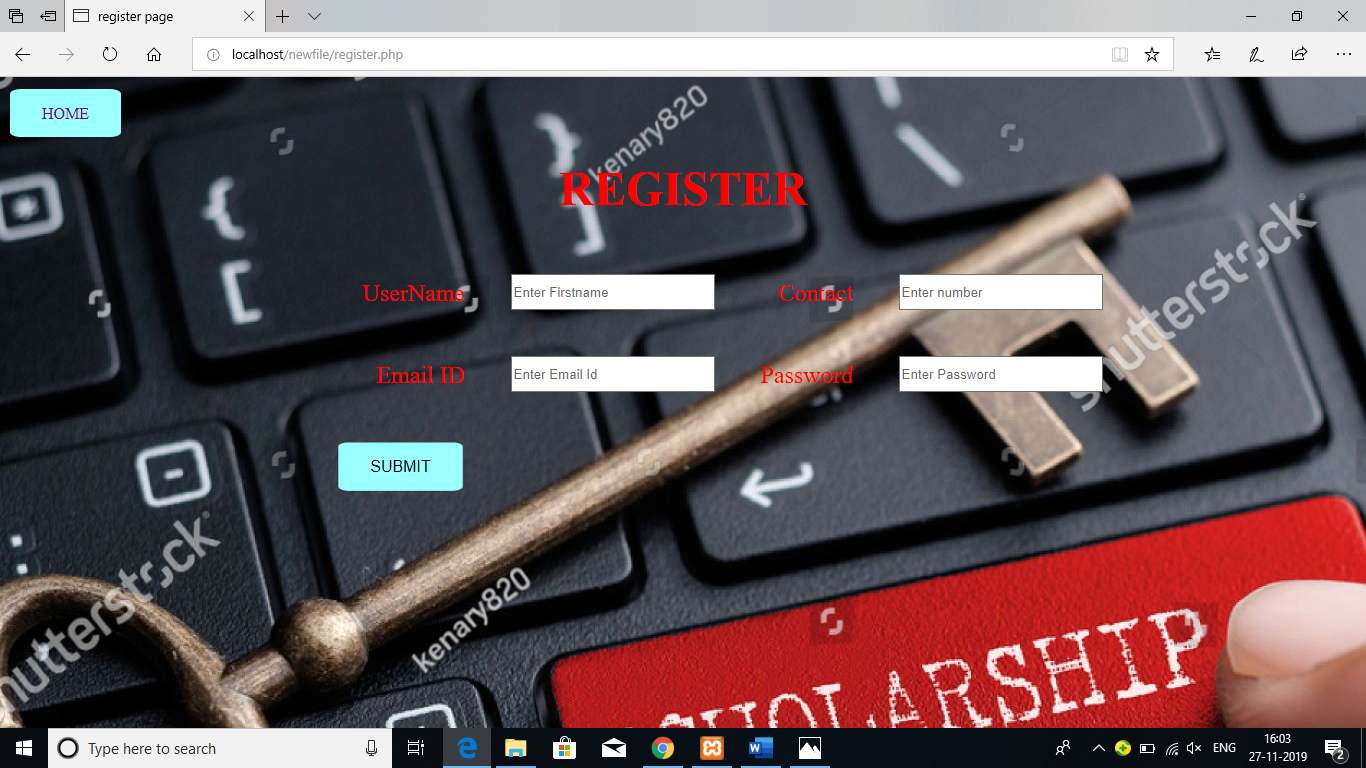 register page
localhost/newfile/register.php
HOME
kenary820
REGISTER
shutterstock
UserName Enter Firstname Contact Enter number
Email ID Enter Email Id Password Enter Password
SUBMIT
shutterstock
kenary820
SCHOLARSHIP
Type here to search
ENG
16:03
27-11-2019
2